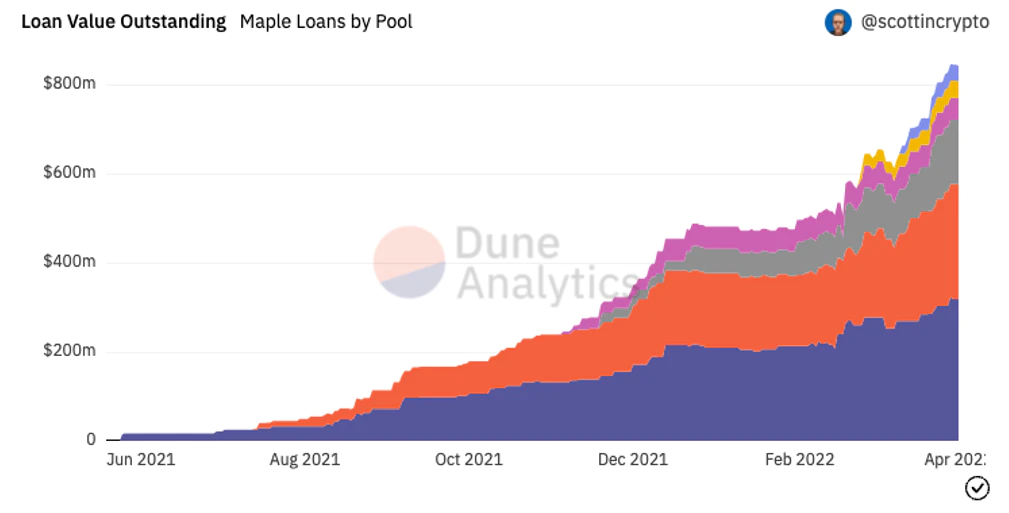 Loan Value Outstanding Maple Loans by Pool
@scottincrypto
$800m
$600m
$400m
$200m
0
Dune
Analytics
Jun 2021 Aug 2021 Oct 2021 Dec 2021 Feb 2022 Apr 202